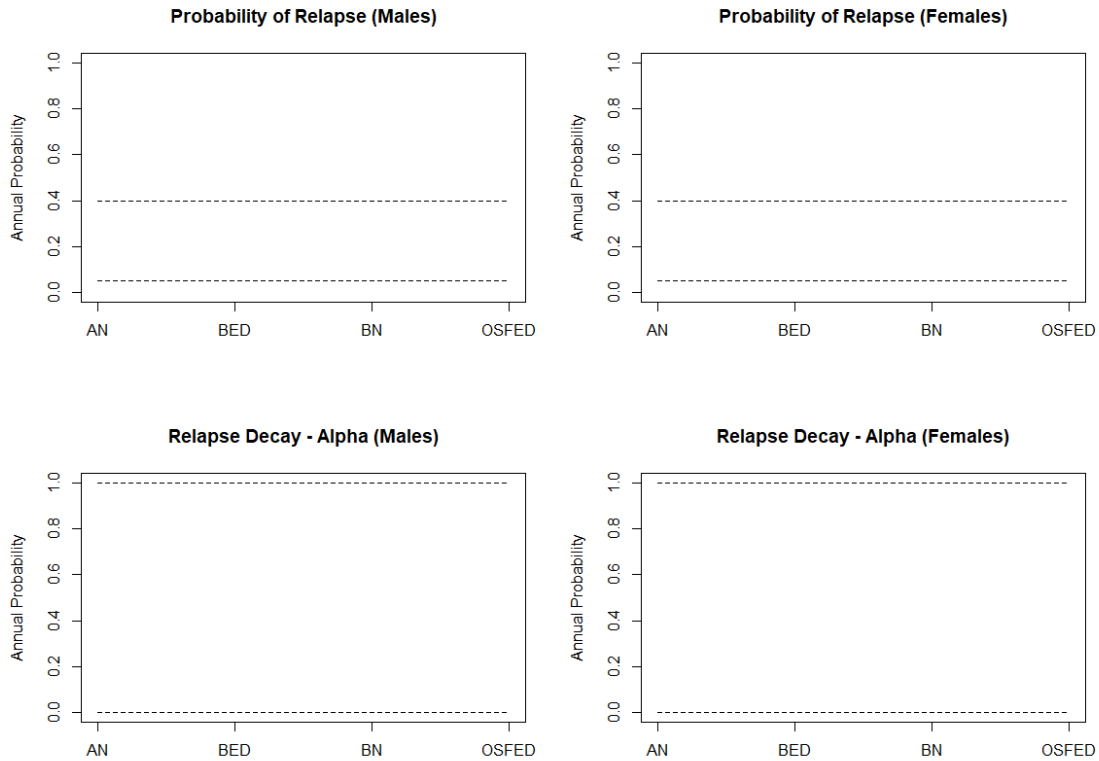 Probability of Relapse (Males)
Annual Probability
1.0
0.8
0.6
0.4
0.2
0.0
AN BED BN OSFED
Probability of Relapse (Females)
Annual Probability
1.0
0.8
0.6
0.4
0.2
0.0
AN BED BN OSFED
Relapse Decay - Alpha (Males)
Annual Probability
1.0
0.8
0.6
0.4
0.2
0.0
AN BED BN OSFED
Relapse Decay - Alpha (Females)
Annual Probability
1.0
0.8
0.6
0.4
0.2
0.0
AN BED BN OSFED